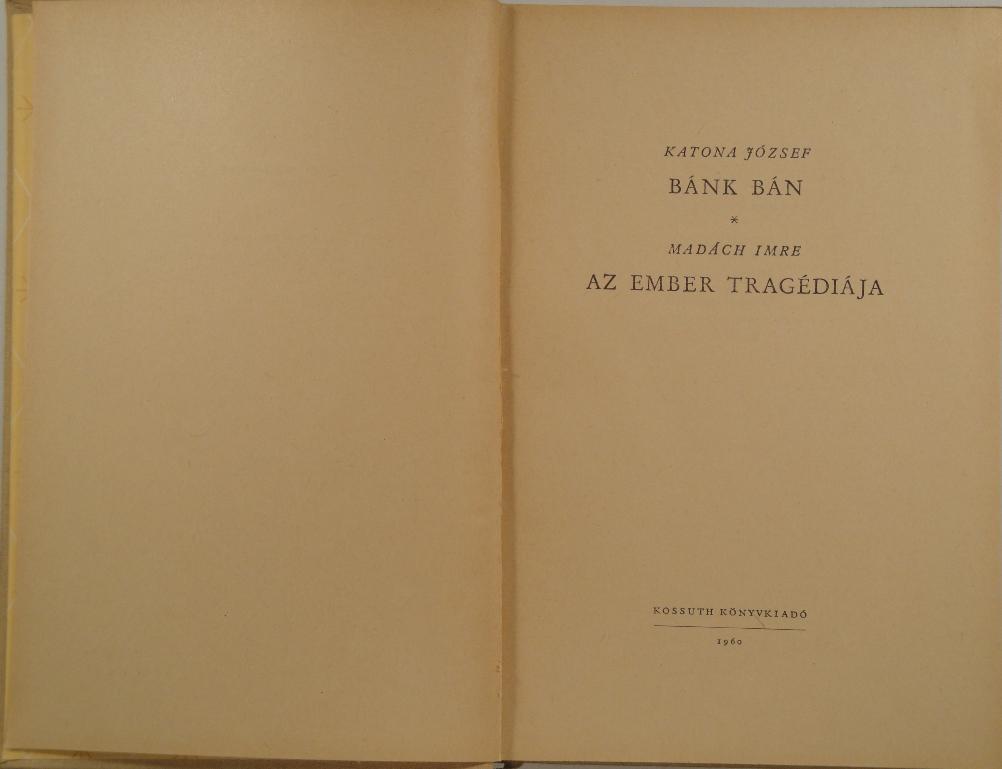 KATONA JÓZSEF
BÁNK BÁN
*
MADÁCH IMRE
AZ EMBER TRAGÉDIÁJA
KOSSUTH KÖNYVKIADÓ
1960